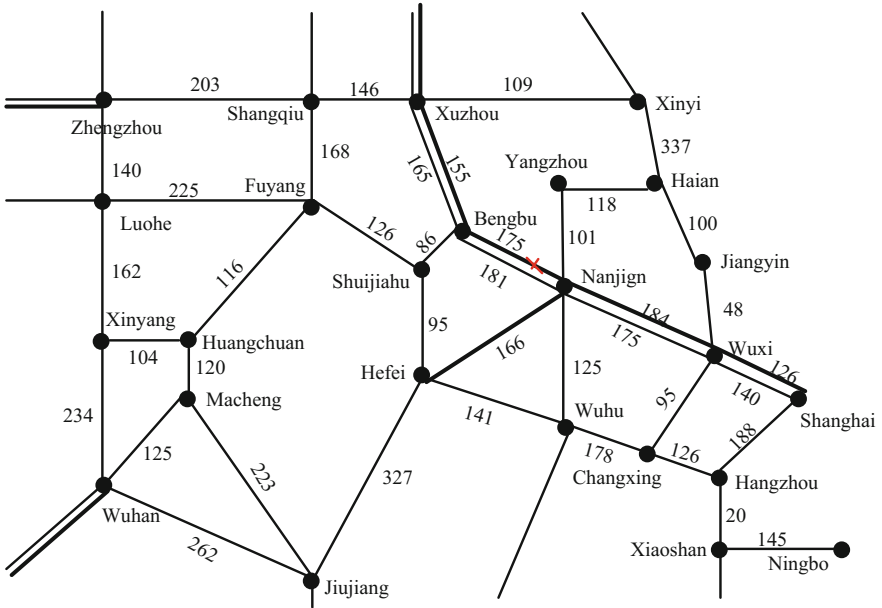 203
146
109
Zhengzhou
Shangqiu
Xuzhou
Xinyi
140
168
165
155
337
225
Fuyang
Yangzhou
Haian
118
Luohe
126
86
Bengbu
175
101
100
162
116
Shuijiahu
181
Nanjign
Jiangyin
Xinyang
Huangchuan
95
184
175
48
104
120
Hefei
166
125
Wuxi
126
234
Macheng
141
Wuhu
95
140
Shanghai
125
223
327
178
126
188
Changxing
Hangzhou
Wuhan
262
20
Xiaoshan
145
Ningbo
Jiujiang